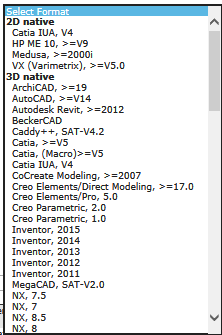 Select Format
2D native
Catia IUA, V4
HP ME 10, >=V9
Medusa, >=2000i
VX (Varimetrix), >=V5.0
3D native
ArchiCAD, >=19
AutoCAD, >=V14
Autodesk Revit, >=2012
BeckerCAD
Caddy++, SAT-V4.2
Catia, >=V5
Catia, (Macro)>=V5
Catia IUA, V4
CoCreate Modeling, >=2007
Creo Elements/Direct Modeling, >=17.0
Creo Elements/Pro, 5.0
Creo Parametric, 2.0
Creo Parametric, 1.0
Inventor, 2015
Inventor, 2014
Inventor, 2013
Inventor, 2012
Inventor, 2011
MegaCAD, SAT-V2.0
NX, 7.5
NX, 7
NX, 8.5
NX, 8